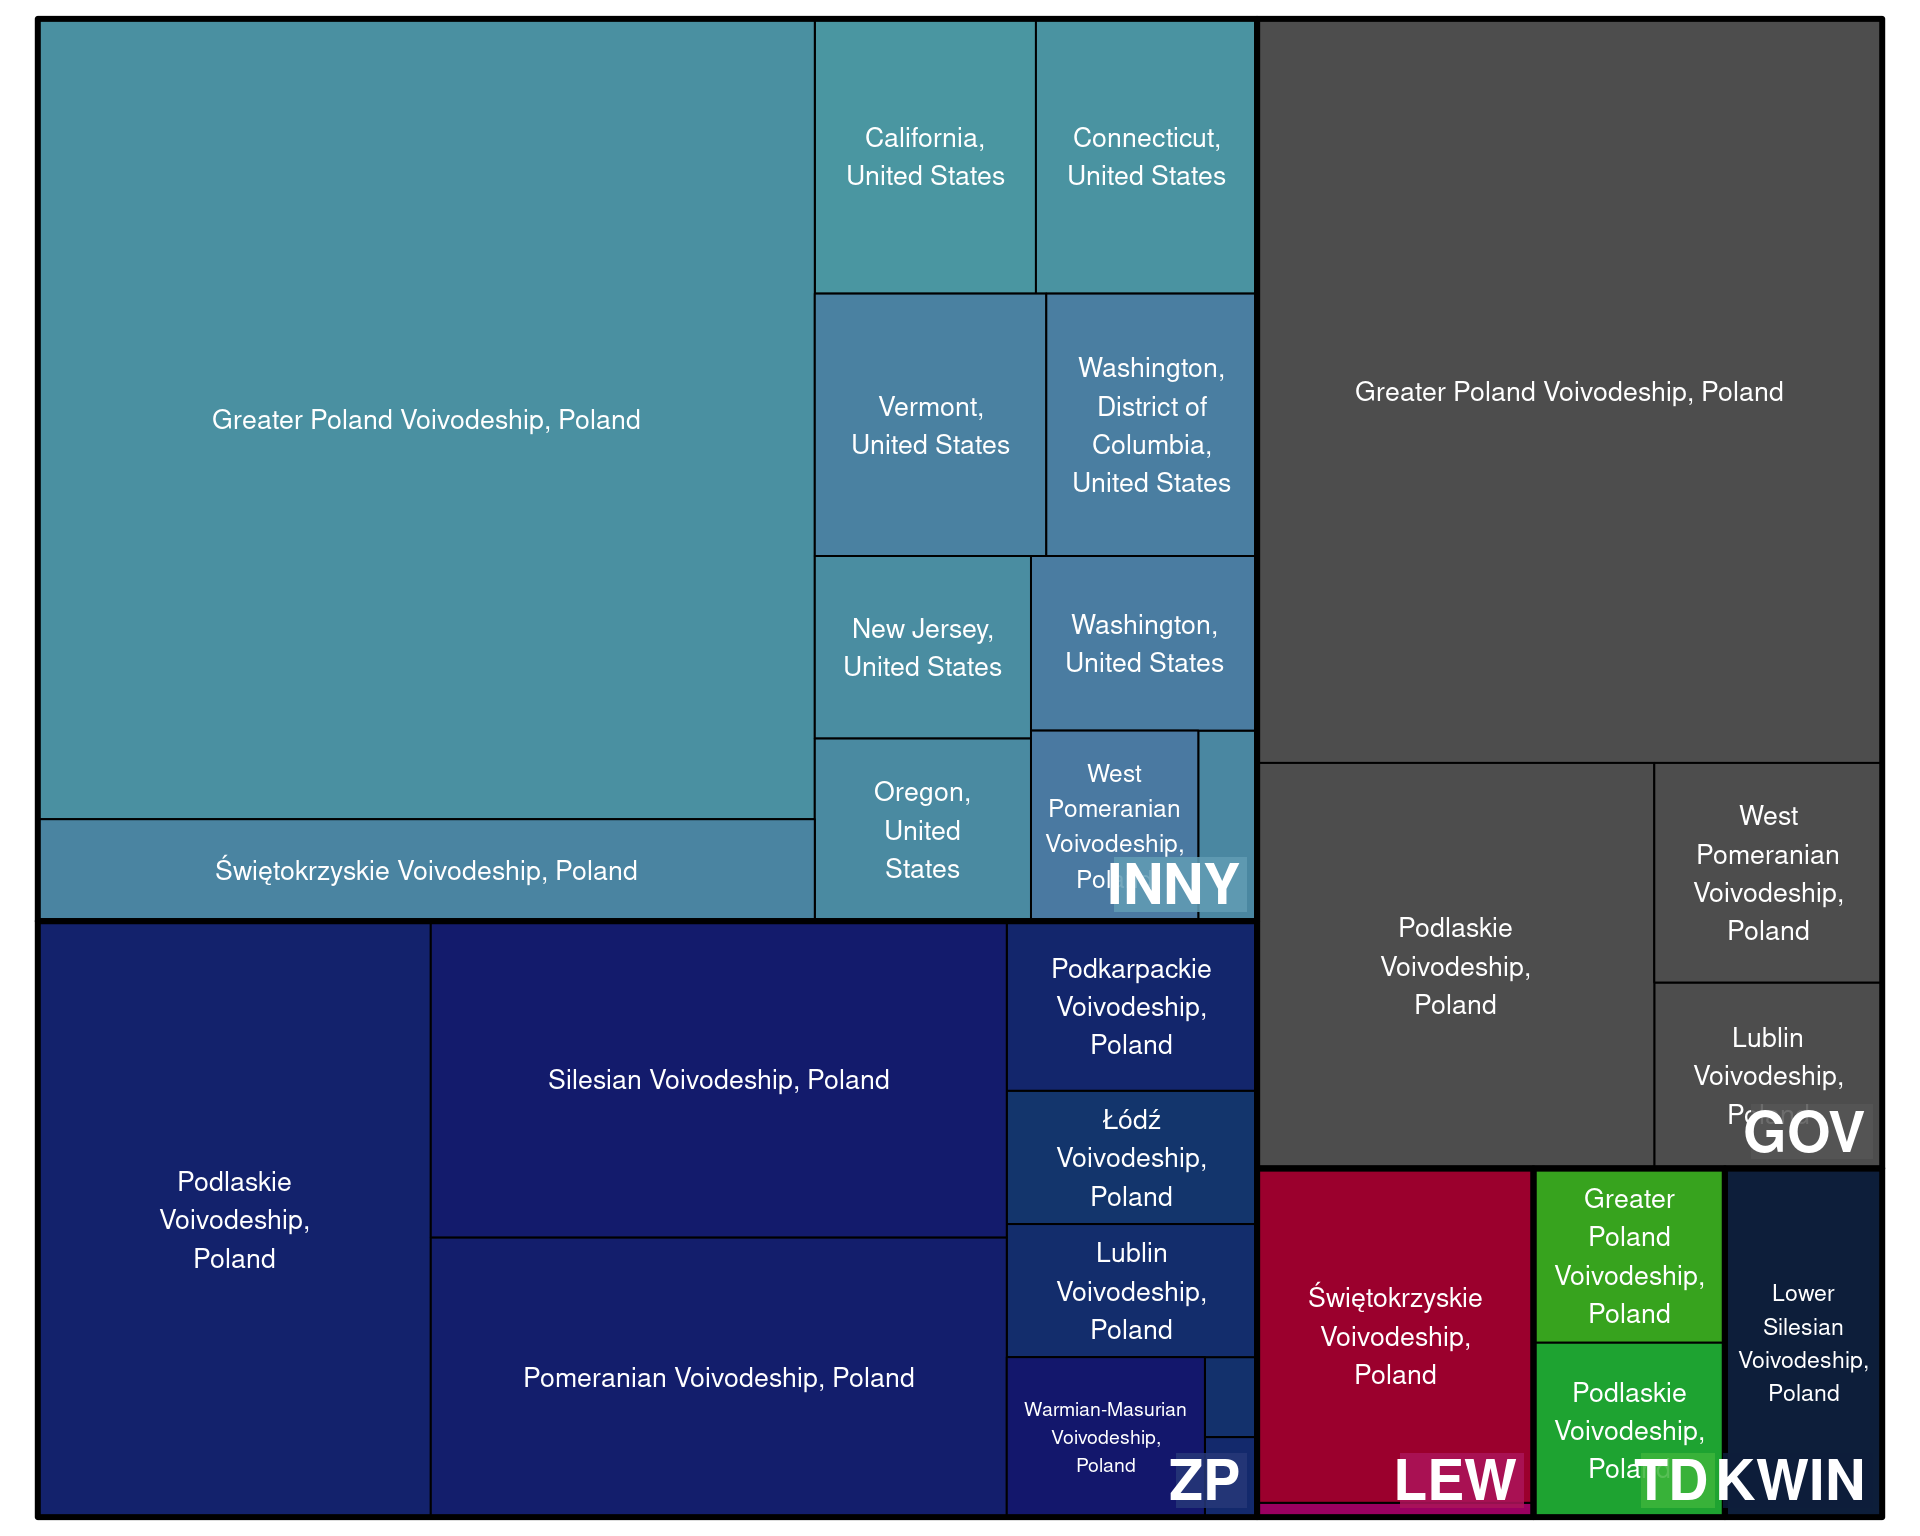 Greater Poland Voivodeship, Poland
Świętokrzyskie Voivodeship, Poland
California,
United States
Connecticut,
United States
Vermont,
United States
Washington,
District of
Columbia,
United States
New Jersey,
United States
Washington,
United States
Oregon,
United
States
West
Pomeranian
Voivodeship,
INNY
Greater Poland Voivodeship, Poland
Podlaskie
Voivodeship,
Poland
West
Pomeranian
Voivodeship,
Poland
Lublin
Voivodeship,
GOV
Podlaskie
Voivodeship,
Poland
Silesian Voivodeship, Poland
Pomeranian Voivodeship, Poland
Podkarpackie
Voivodeship,
Poland
Łódź
Voivodeship,
Poland
Lublin
Voivodeship,
Poland
Warmian-Masurian
Voivodeship,
Poland
ZP
Świętokrzyskie
Voivodeship,
Poland
LEW
Greater
Poland
Voivodeship,
Poland
Podlaskie
Voivodeship,
TD
Lower
Silesian
Voivodeship,
Poland
KWIN